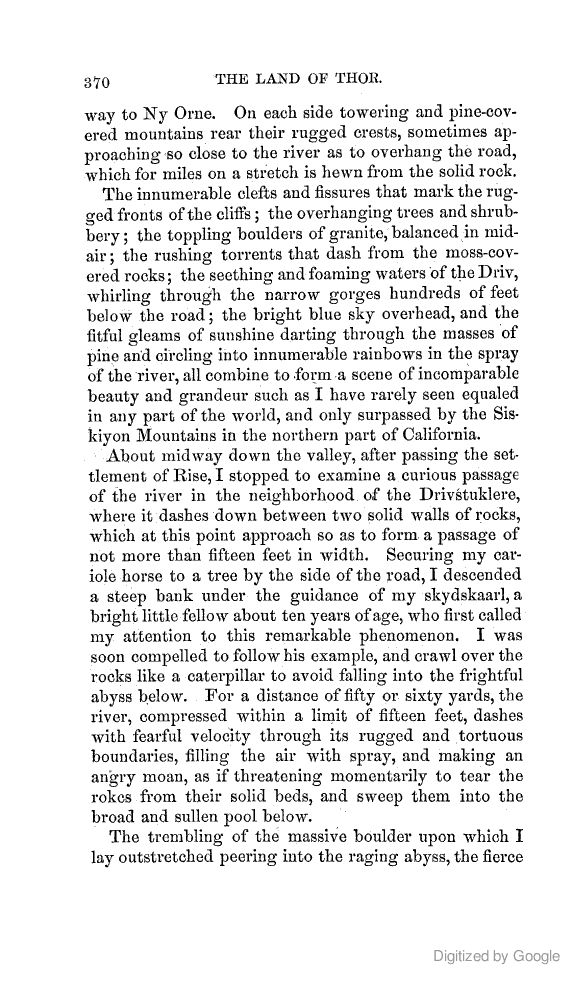 370 THE LAND OF THOR.
way to Ny Orne. On each side towering and pine-cov-
ered mountains rear their rugged crests, sometimes ap-
proaching so close to the river as to overhang the road,
which for miles on a stretch is hewn from the solid rock.
The innumerable clefts and fissures that mark the rug-
ged fronts of the cliffs; the overhanging trees and shrub-
bery; the toppling boulders of granite, balanced in mid-
air; the rushing torrents that dash from the moss-cov-
ered rocks; the seething and foaming waters of the Driv,
whirling through the narrow gorges hundreds of feet
below the road; the bright blue sky overhead, and the
fitful gleams of sunshine darting through the masses of
pine and circling into innumerable rainbows in the spray
of the river, all combine to form a scene of incomparable
beauty and grandeur such as I have rarely seen equaled
in any part of the world, and only surpassed by the Sis-
kiyon Mountains in the northern part of California.
About midway down the valley, after passing the set-
tlement of Rise, I stopped to examine a curious passage
of the river in the neighborhood of the Drivstuklere,
where it dashes down between two solid walls of rocks,
which at this point approach so as to form a passage of
not more than fifteen feet in width. Securing my car-
iole horse to a tree by the side of the road, I descended
a steep bank under the guidance of my skydskaarl, a
bright little fellow about ten years of age, who first called
my attention to this remarkable phenomenon. I was
soon compelled to follow his example, and crawl over the
rocks like a caterpillar to avoid falling into the frightful
abyss below. For a distance of fifty or sixty yards, the
river, compressed within a limit of fifteen feet, dashes
with fearful velocity through its rugged and tortuous
boundaries, filling the air with spray, and making an
angry moan, as if threatening momentarily to tear the
rokcs from their solid beds, and sweep them into the
broad and sullen pool below.
The trembling of the massive boulder upon which I
lay outstretched peering into the raging abyss, the fierce
Digitized by Google